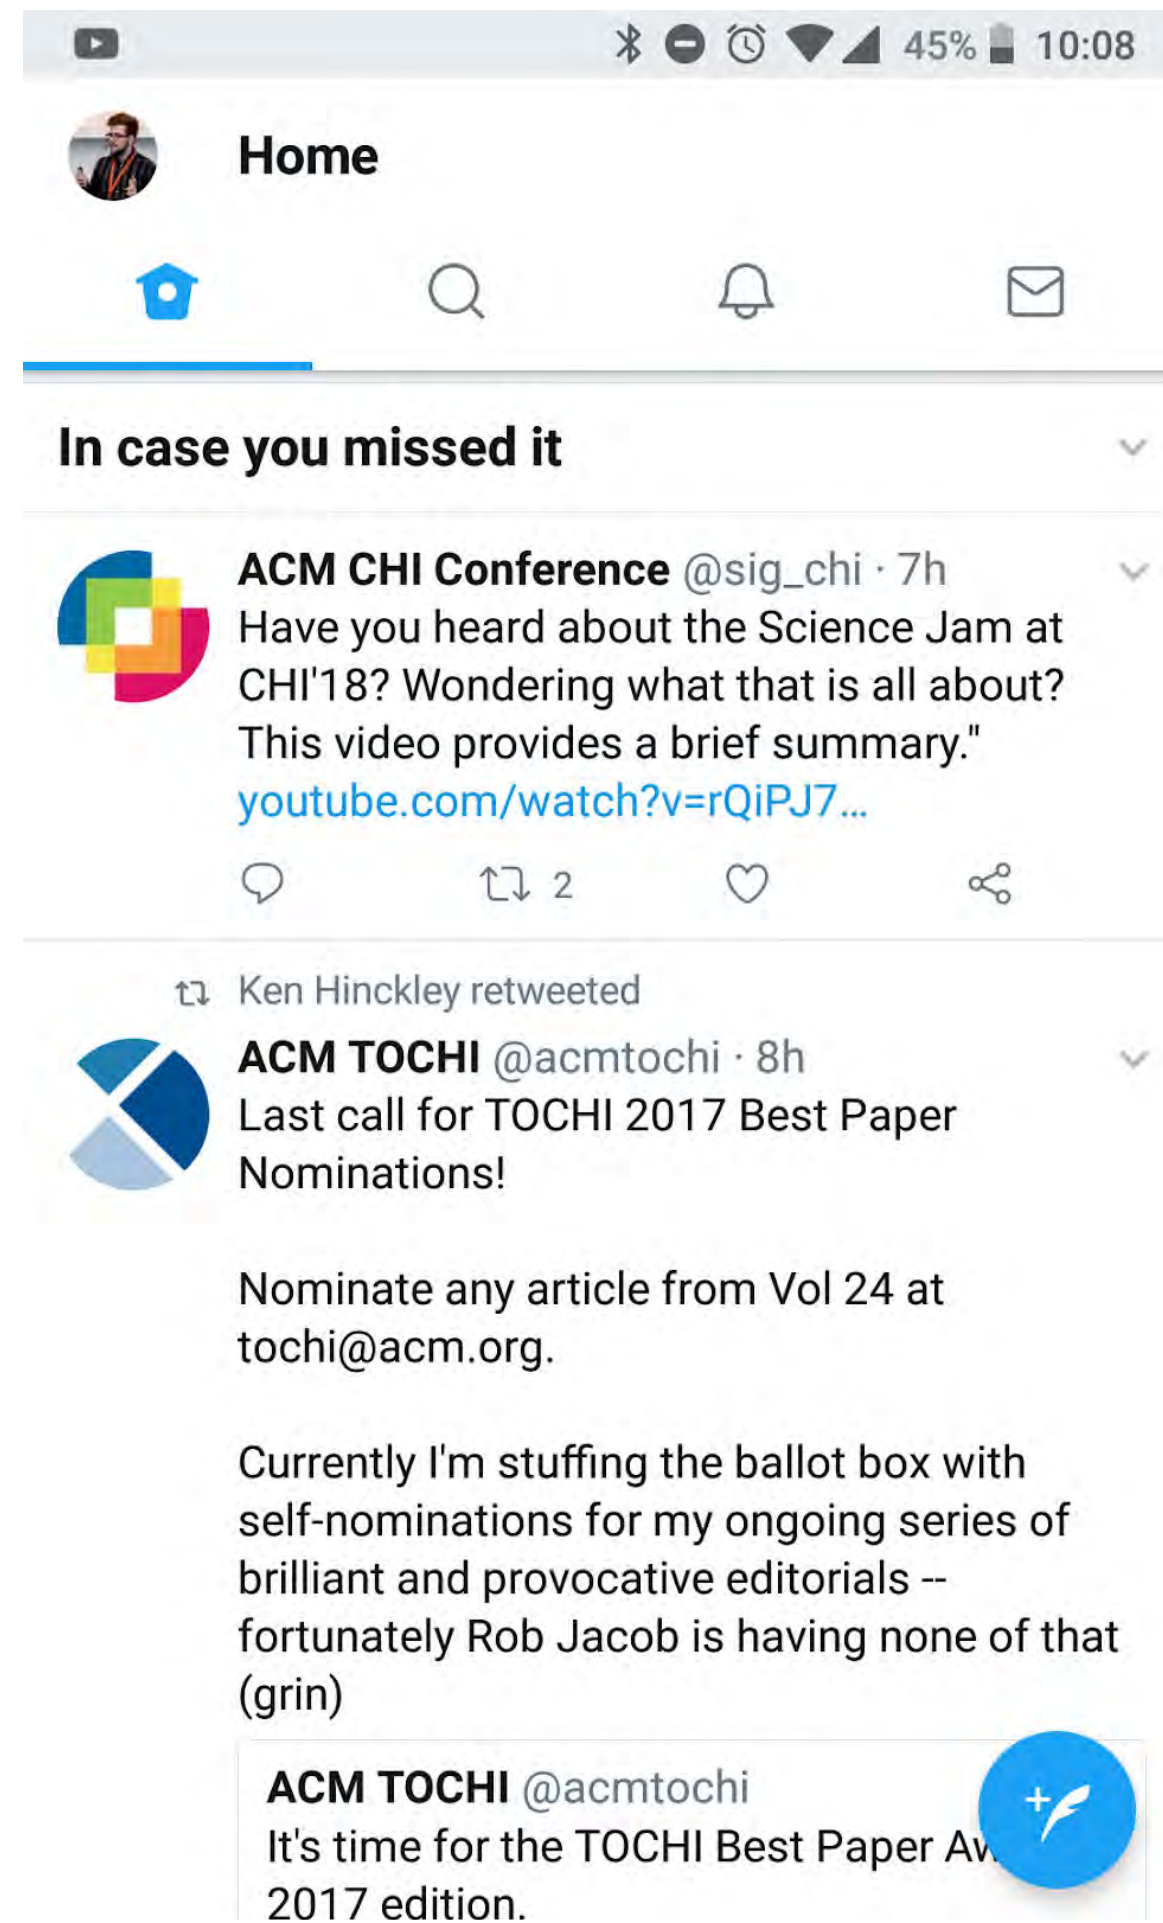 45% 10:08
Home
In case you missed it
ACM CHI Conference @sig_chi · 7h
Have you heard about the Science Jam at
CHI'18? Wondering what that is all about?
This video provides a brief summary."
youtube.com/watch?v=rQiPJ7...
2
Ken Hinckley retweeted
ACM TOCHI @acmtochi · 8h
Last call for TOCHI 2017 Best Paper
Nominations!
Nominate any article from Vol 24 at
tochi@acm.org.
Currently I'm stuffing the ballot box with
self-nominations for my ongoing series of
brilliant and provocative editorials --
fortunately Rob Jacob is having none of that
(grin)
ACM TOCHI @acmtochi
It's time for the TOCHI Best Paper
2017 edition.